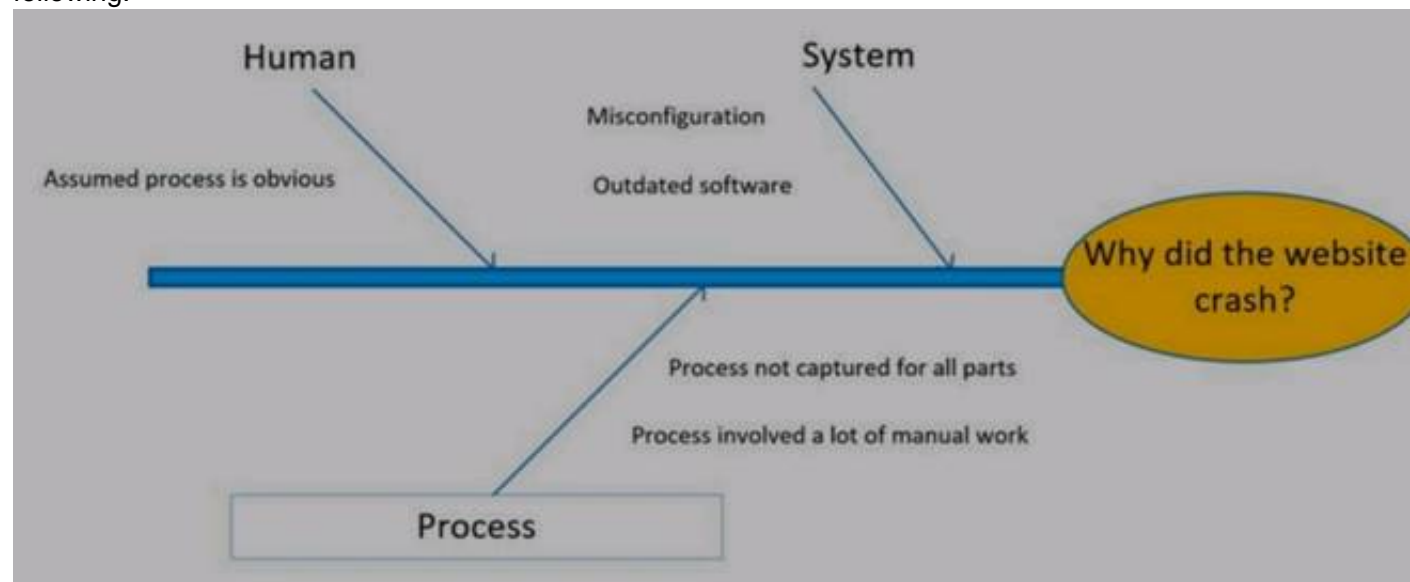 following:
Human
System
Misconfiguration
Assumed process is obvious
Outdated software
Why did the website
crash?
Process not captured for all parts
Process involved a lot of manual work
Process